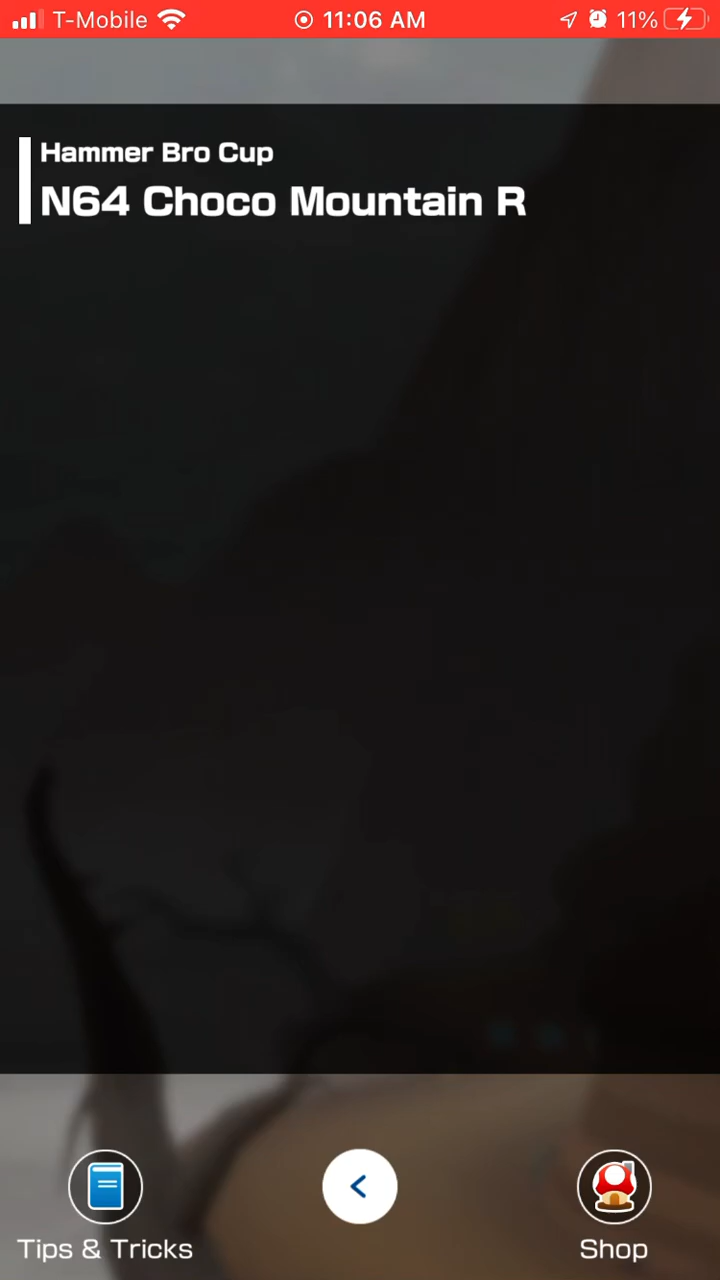 T-Mobile 11:06 AM 11%
Hammer Bro Cup
N64 Choco Mountain R
Tips & Tricks
Shop